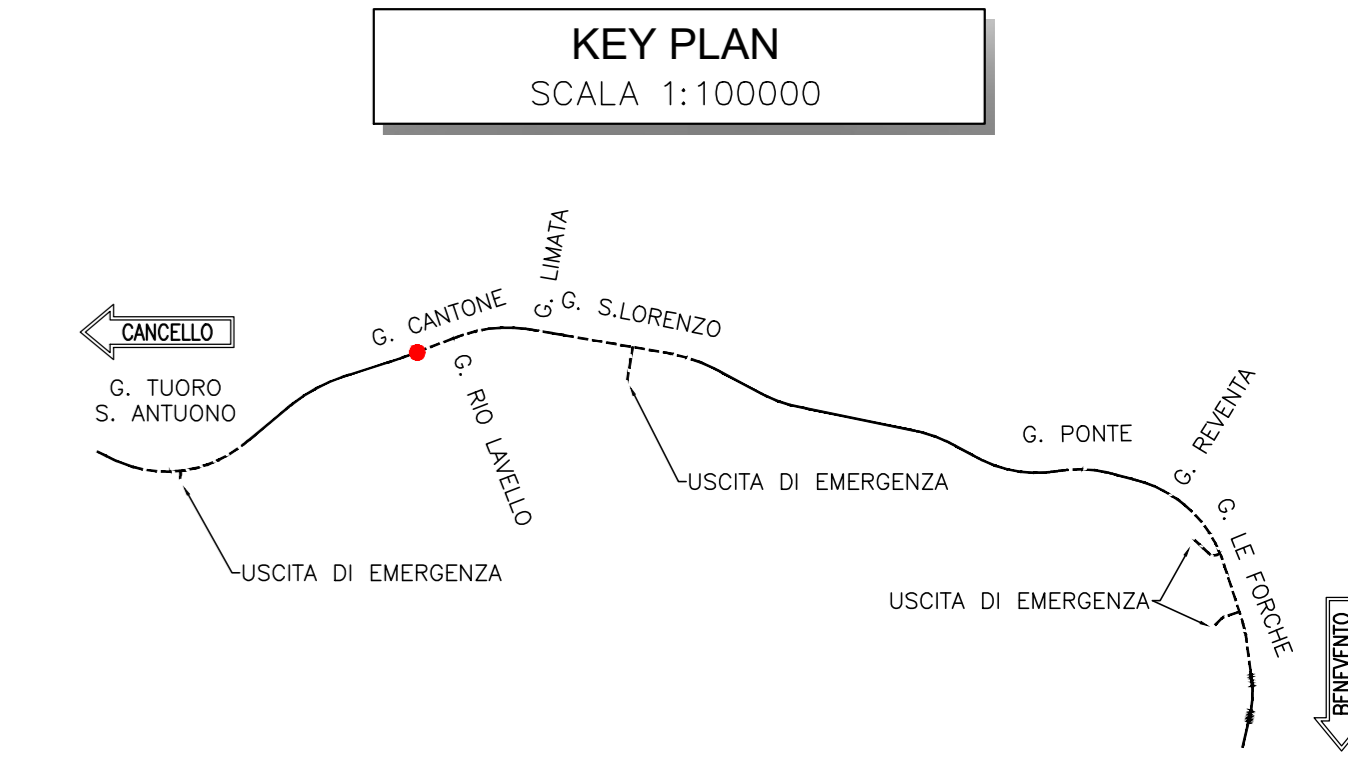 KEY PLAN
SCALA 1:100000
G. LIMATA
G. S.LORENZO
G. CANTONE
CANCELLO
G. TUORO
S. ANTUONO
G. RIO LAVELLO
G. REVENTA
G. PONTE
USCITA DI EMERGENZA
G. LE FORCHE
USCITA DI EMERGENZA
USCITA DI EMERGENZA
BENEVENTO